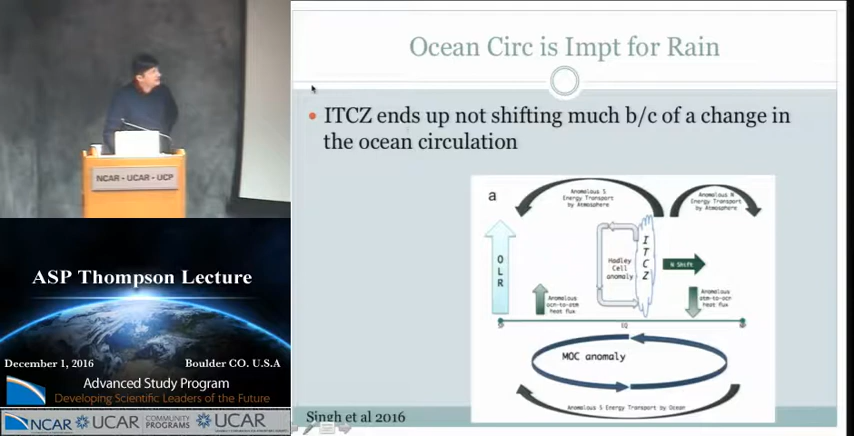 Ocean Circ is Impt for Rain
• ITCZ ends up not shifting much b/c of a change in
the ocean circulation
a
Anomalous S
Energy Transport
by Atmosphere
Anomalous N
Energy Transport
by Atmosphere
OLR
Hadley
Cell
anomaly
ITCZ
N Shift
Anomalous
ocn-to-atm
heat flux
Anomalous
atm-to-ocn
heat flux
EQ
MOC anomaly
Anomalous S Energy Transport by Ocean
Singh et al 2016
NCAR - UCAR - UCP
ASP Thompson Lecture
December 1, 2016
Boulder CO. U.S.A
Advanced Study Program
Developing Scientific Leaders of the Future
NCAR
UCAR
COMMUNITY
PROGRAMS
UCAR